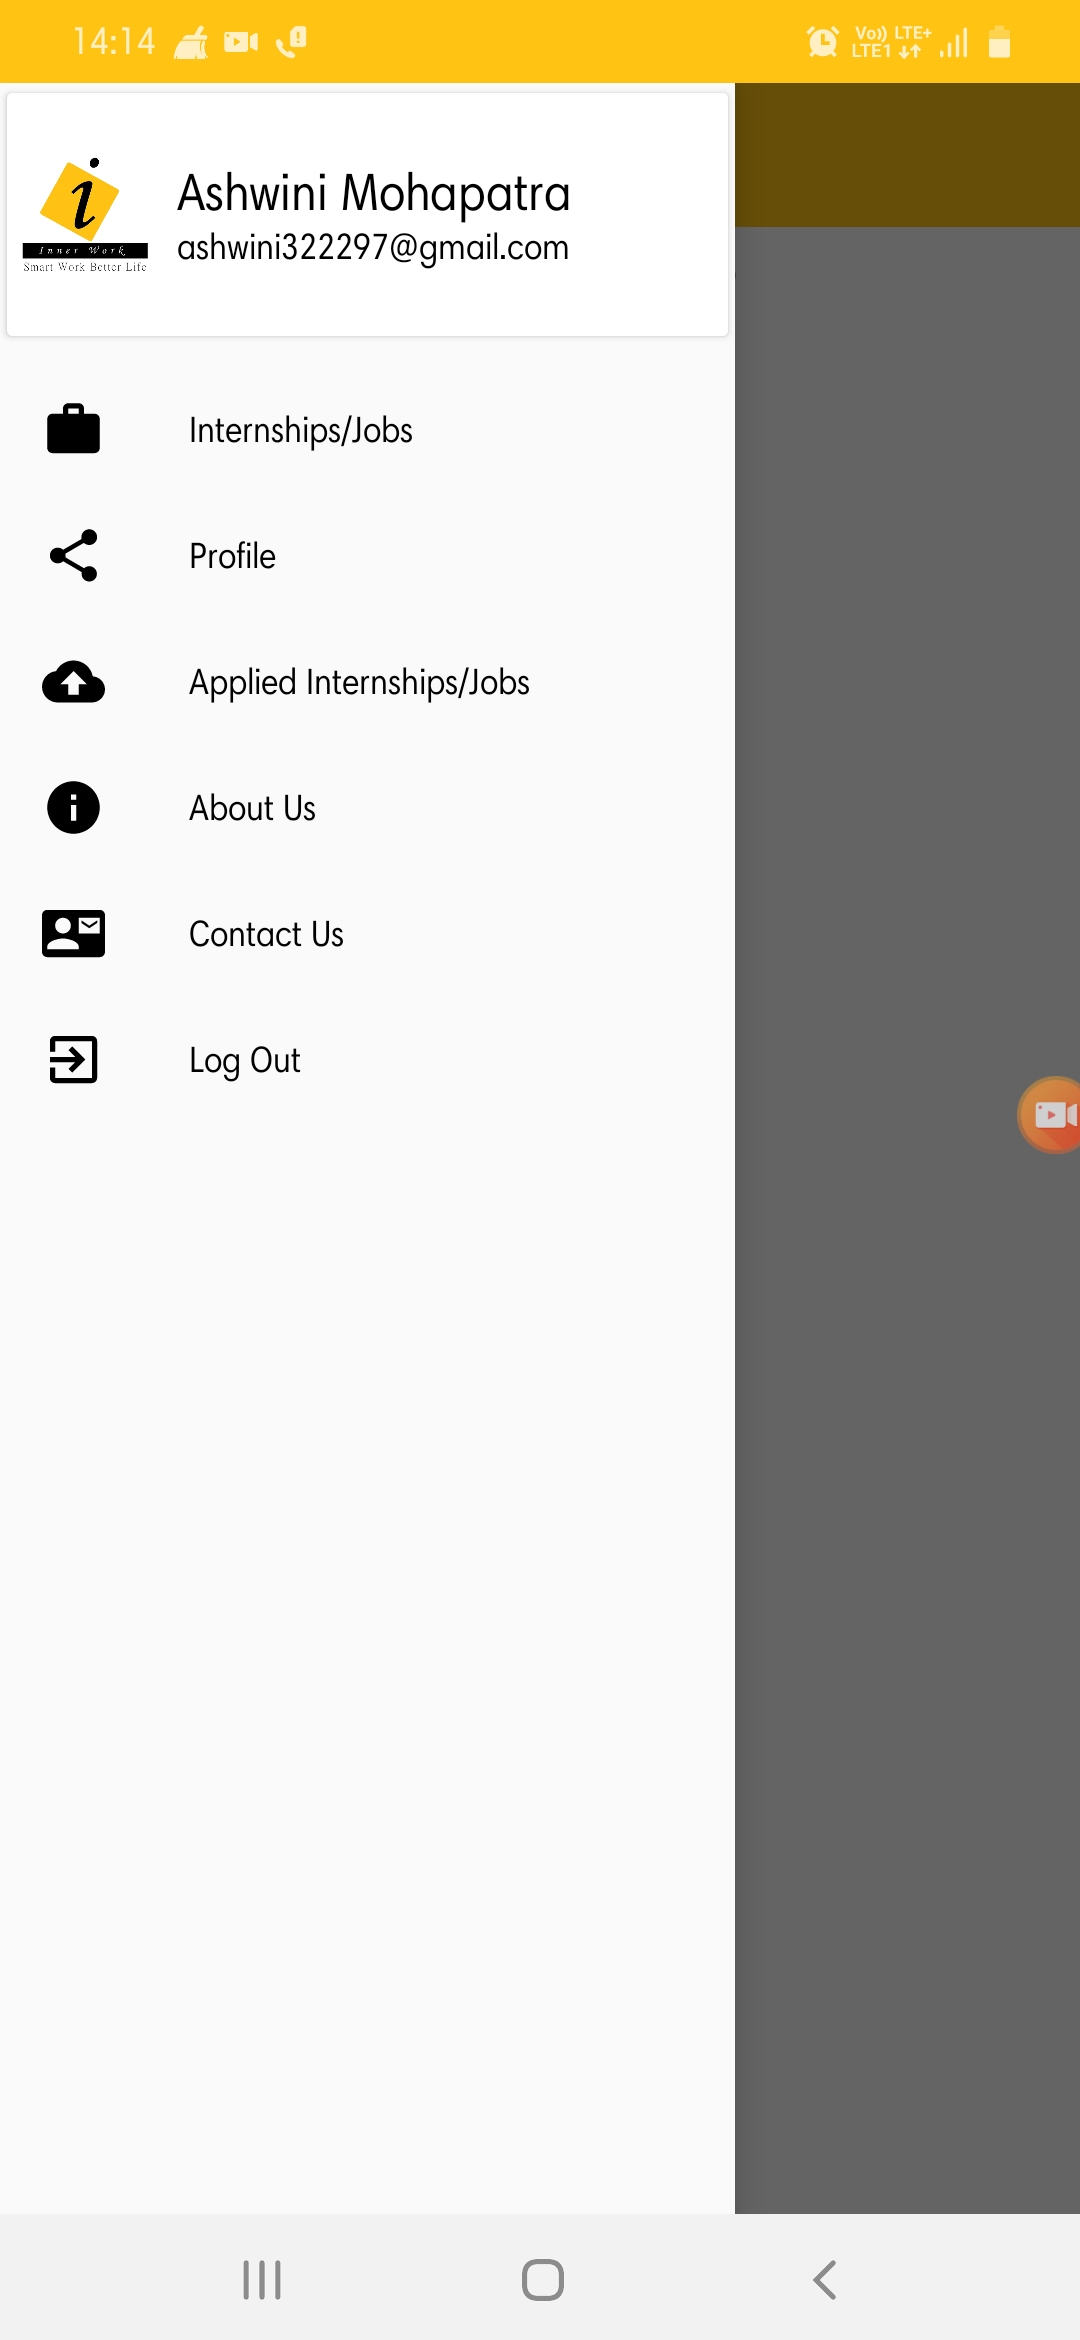 14:14
Vo)) LTE+
LTE1
i
Inner Work
Smart Work Better Life
Ashwini Mohapatra
ashwini322297@gmail.com
Internships/Jobs
Profile
Applied Internships/Jobs
About Us
Contact Us
Log Out